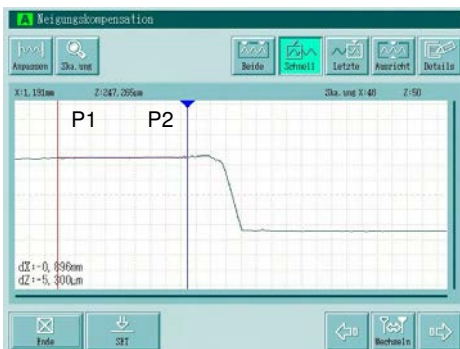 A Neigungskompensation
Anpassen Ska.ung Beide Schnell Letzte Ausricht Details
X:1,191mm Z:247,265um Ska.ung X:48 Z:50
P1 P2
dX:-0,896mm
dZ:-5,300μm
Ende SET Wechseln